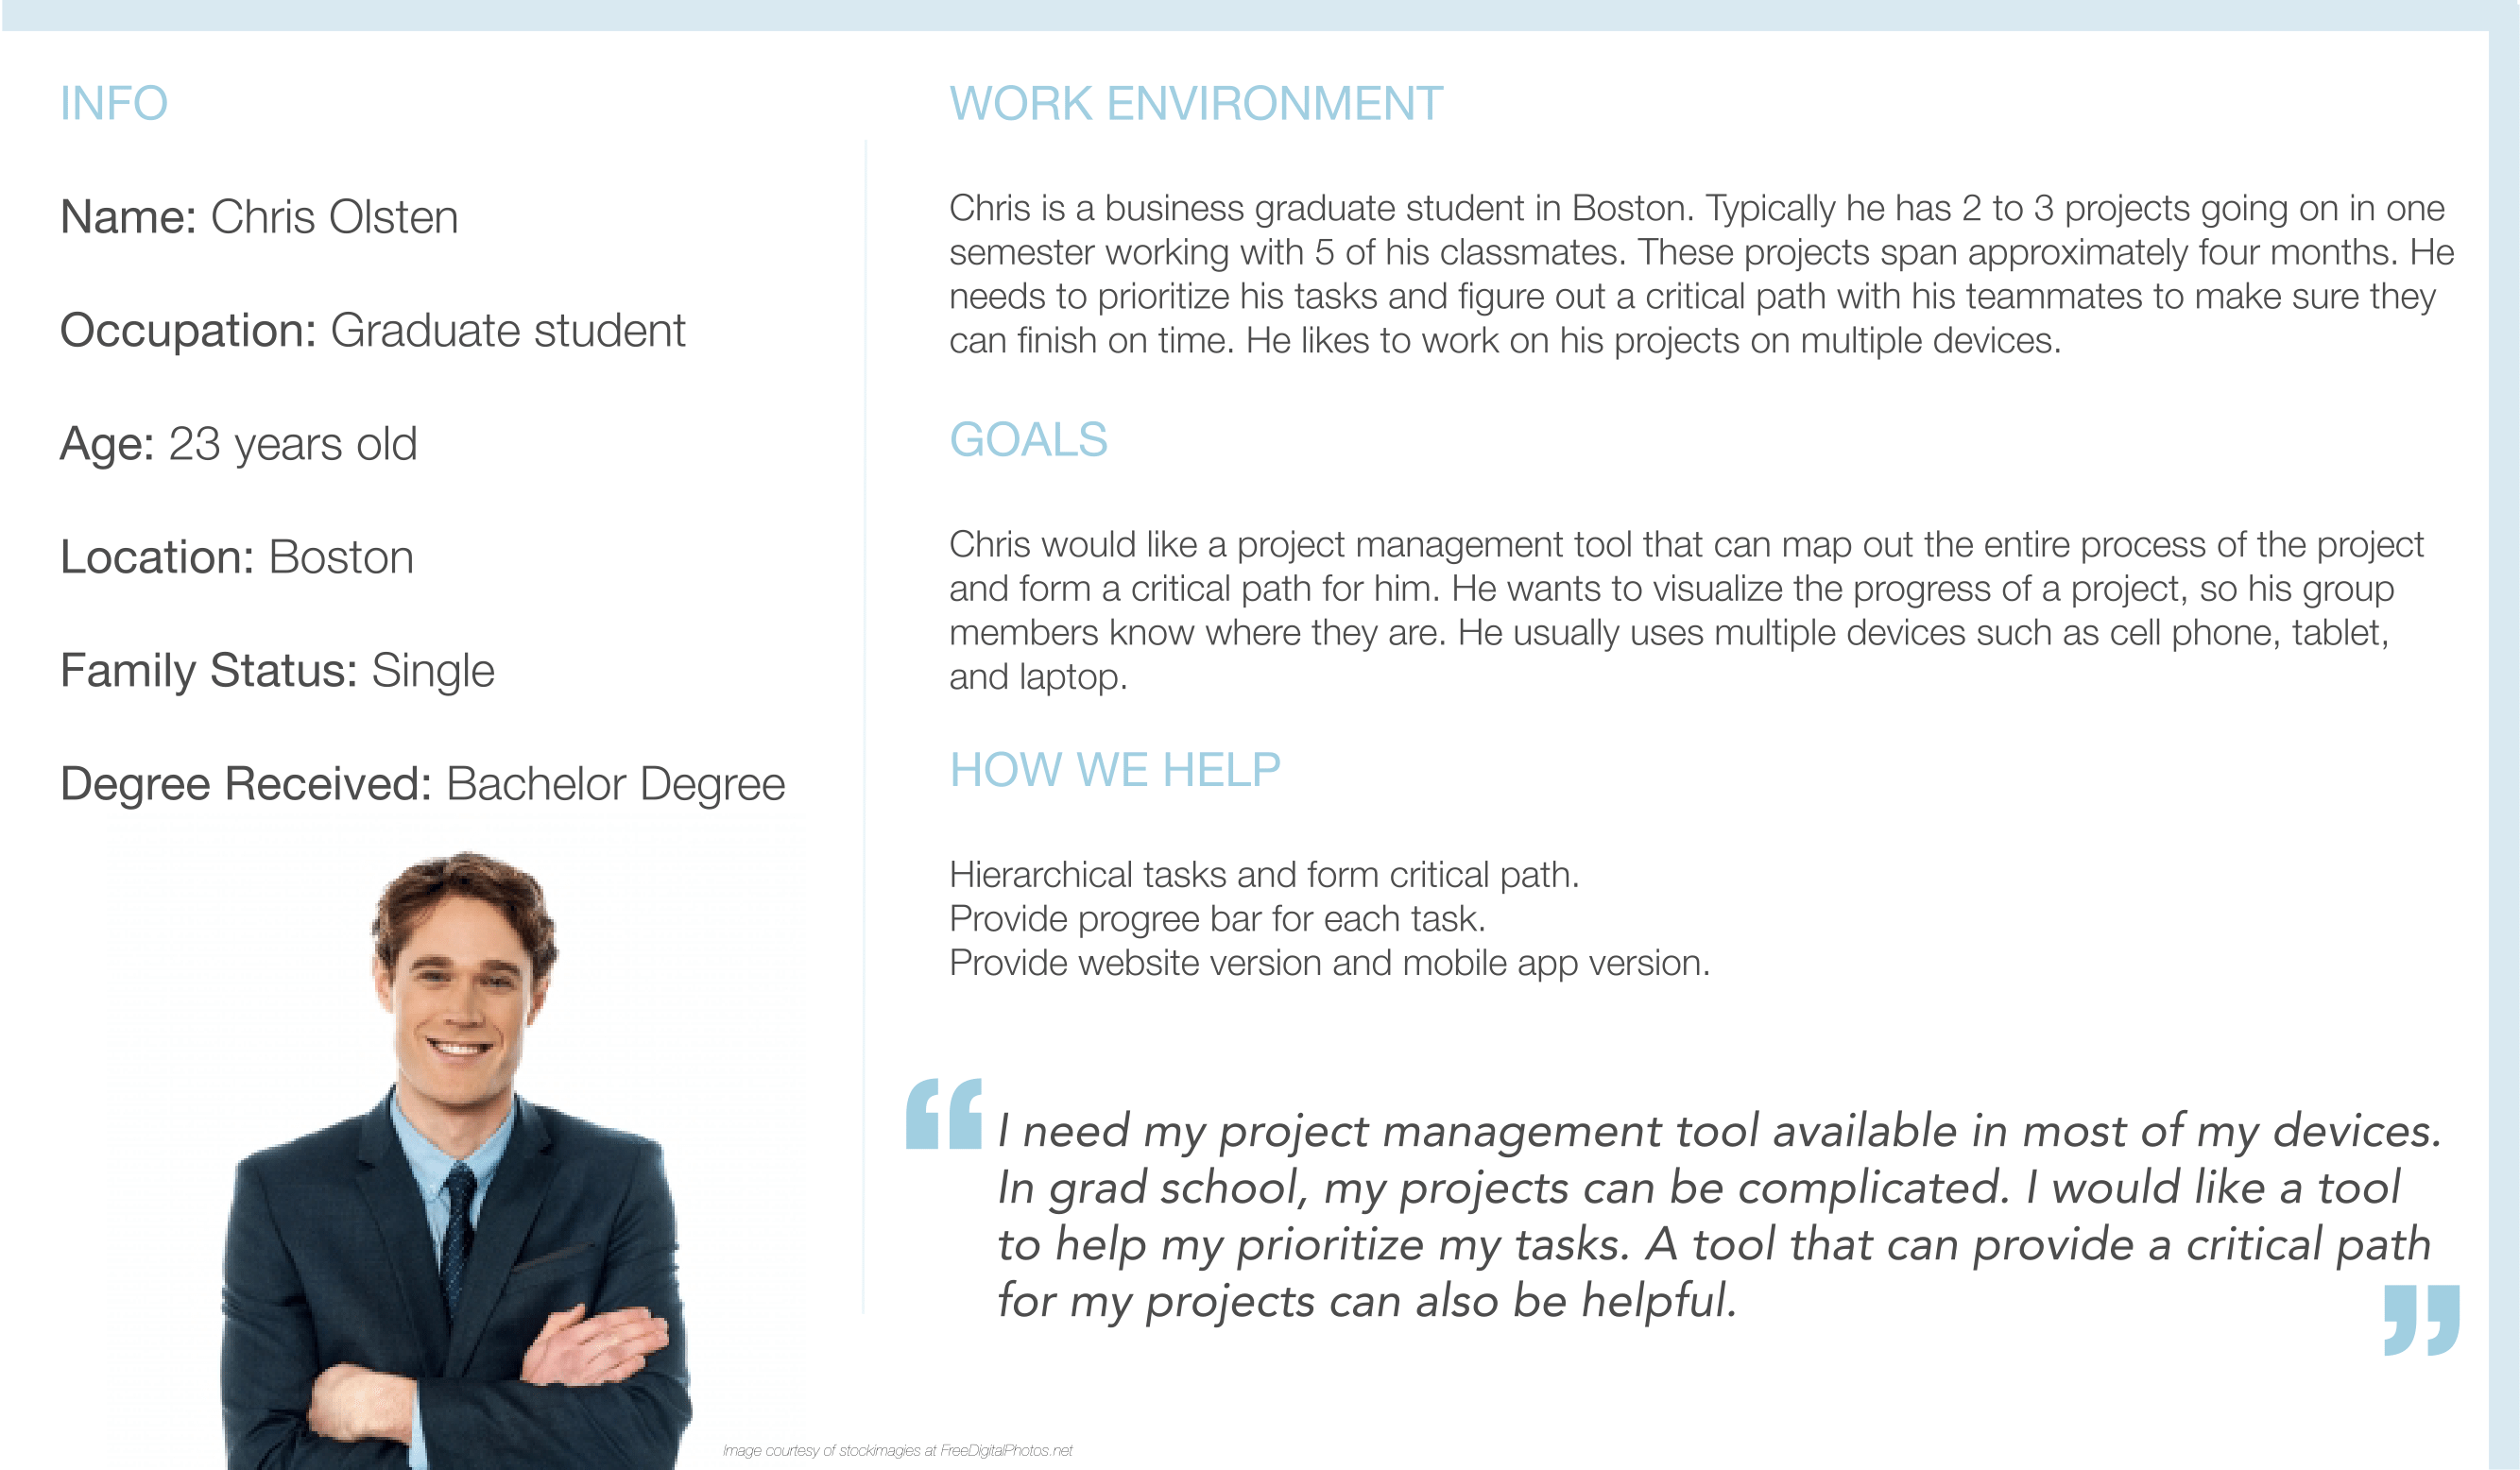 INFO
Name: Chris Olsten
Occupation: Graduate student
Age: 23 years old
Location: Boston
Family Status: Single
Degree Received: Bachelor Degree
WORK ENVIRONMENT
Chris is a business graduate student in Boston. Typically he has 2 to 3 projects going on in one
semester working with 5 of his classmates. These projects span approximately four months. He
needs to prioritize his tasks and figure out a critical path with his teammates to make sure they
can finish on time. He likes to work on his projects on multiple devices.
GOALS
Chris would like a project management tool that can map out the entire process of the project
and form a critical path for him. He wants to visualize the progress of a project, so his group
members know where they are. He usually uses multiple devices such as cell phone, tablet,
and laptop.
HOW WE HELP
Hierarchical tasks and form critical path.
Provide progree bar for each task.
Provide website version and mobile app version.
“I need my project management tool available in most of my devices.
In grad school, my projects can be complicated. I would like a tool
to help my prioritize my tasks. A tool that can provide a critical path
for my projects can also be helpful.”
Image courtesy of stockimagies at FreeDigitalPhotos.net